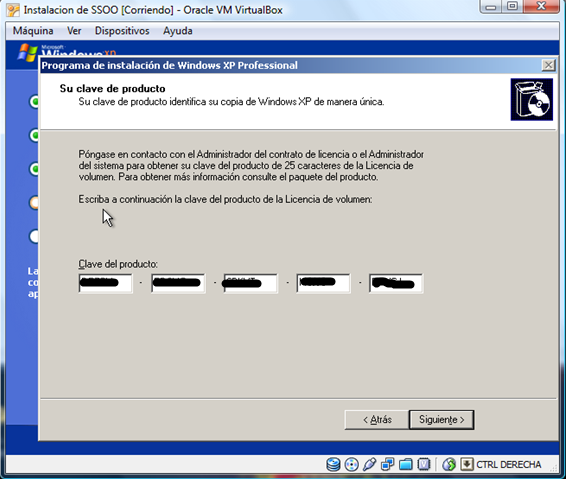 Instalacion de SSOO [Corriendo] - Oracle VM VirtualBox
Máquina Ver Dispositivos Ayuda
Microsoft
Windows xp
Programa de instalación de Windows XP Professional
Su clave de producto
Su clave de producto identifica su copia de Windows XP de manera única.
Póngase en contacto con el Administrador del contrato de licencia o el Administrador
del sistema para obtener su clave del producto de 25 caracteres de la Licencia de
volumen. Para obtener más información consulte el paquete del producto.
Escriba a continuación la clave del producto de la Licencia de volumen:
La
co
ap
Clave del producto:
- - - -
< Atrás Siguiente >
CTRL DERECHA